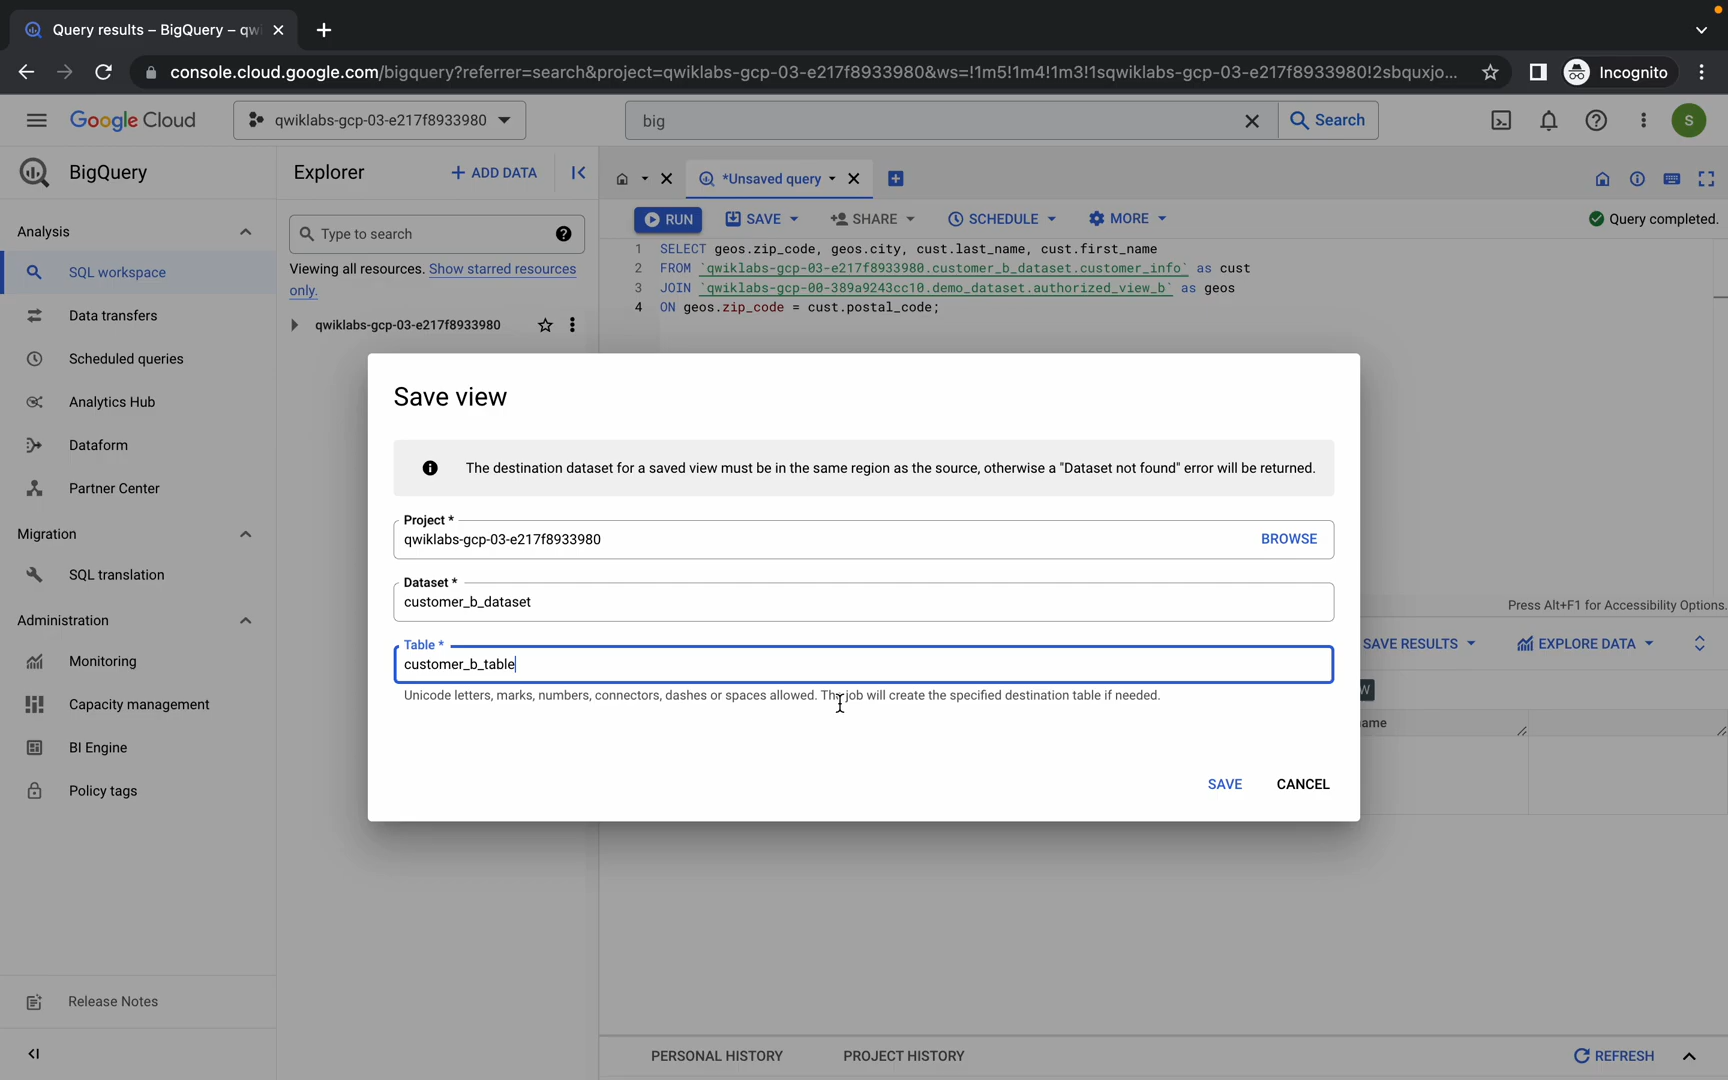 Query results – BigQuery – qwi
console.cloud.google.com/bigquery?referrer=search&project=qwiklabs-gcp-03-e217f8933980&ws=!1m5!1m4!1m3!1sqwiklabs-gcp-03-e217f8933980!2sbquxjo...
Incognito
Google Cloud
qwiklabs-gcp-03-e217f8933980
big
Search
S
BigQuery
Analysis
SQL workspace
Data transfers
Scheduled queries
Analytics Hub
Dataform
Partner Center
Migration
SQL translation
Administration
Monitoring
Capacity management
BI Engine
Policy tags
Release Notes
Explorer
+ ADD DATA
Type to search
Viewing all resources. Show starred resources
only.
qwiklabs-gcp-03-e217f8933980
*Unsaved query
RUN
SAVE
SHARE
SCHEDULE
MORE
Query completed.
1 SELECT geos.zip_code, geos.city, cust.last_name, cust.first_name
2 FROM `qwiklabs-gcp-03-e217f8933980.customer_b_dataset.customer_info` as cust
3 JOIN `qwiklabs-gcp-00-389a9243cc10.demo_dataset.authorized_view_b` as geos
4 ON geos.zip_code = cust.postal_code;
Save view
The destination dataset for a saved view must be in the same region as the source, otherwise a "Dataset not found" error will be returned.
Project *
qwiklabs-gcp-03-e217f8933980
BROWSE
Dataset *
customer_b_dataset
Table *
customer_b_table
Unicode letters, marks, numbers, connectors, dashes or spaces allowed. The job will create the specified destination table if needed.
SAVE
CANCEL
Press Alt+F1 for Accessibility Options.
SAVE RESULTS
EXPLORE DATA
W
ame
PERSONAL HISTORY
PROJECT HISTORY
REFRESH